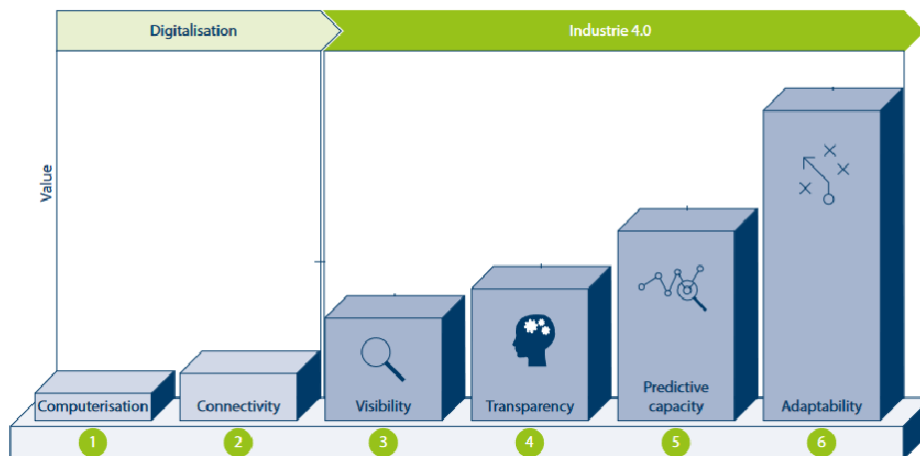 Digitalisation
Industrie 4.0
Value
Computerisation
Connectivity
Visibility
Transparency
Predictive
capacity
Adaptability
1
2
3
4
5
6